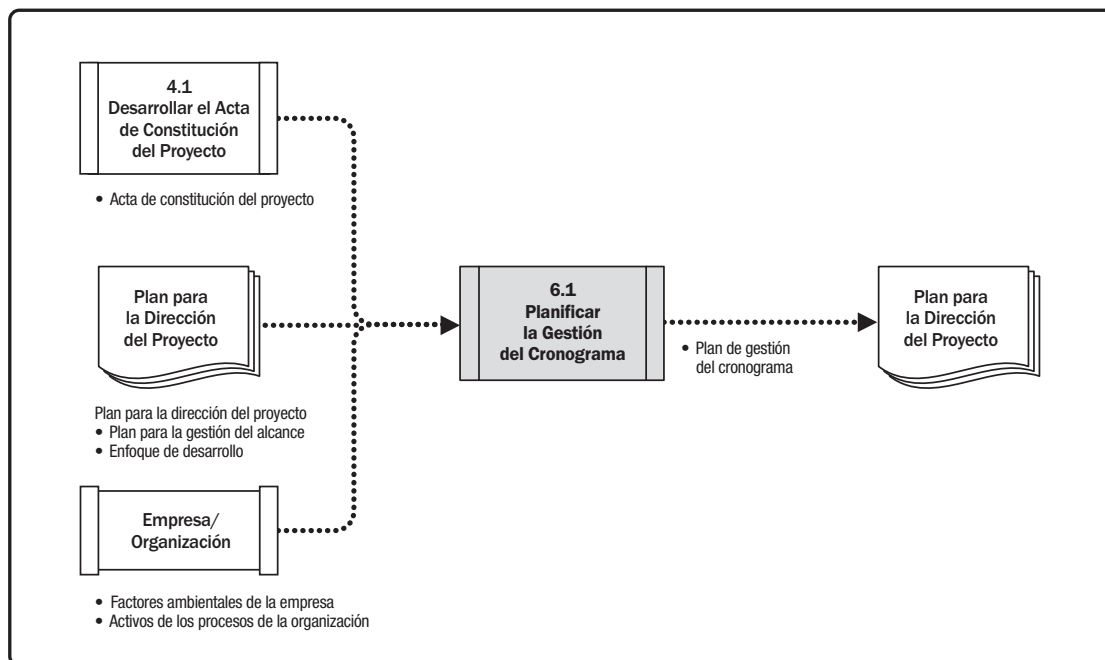 4.1
Desarrollar el Acta
de Constitución
del Proyecto
• Acta de constitución del proyecto
Plan para
la Dirección
del Proyecto
Plan para la dirección del proyecto
• Plan para la gestión del alcance
• Enfoque de desarrollo
Empresa/
Organización
• Factores ambientales de la empresa
• Activos de los procesos de la organización
6.1
Planificar
la Gestión
del Cronograma
• Plan de gestión
del cronograma
Plan para
la Dirección
del Proyecto